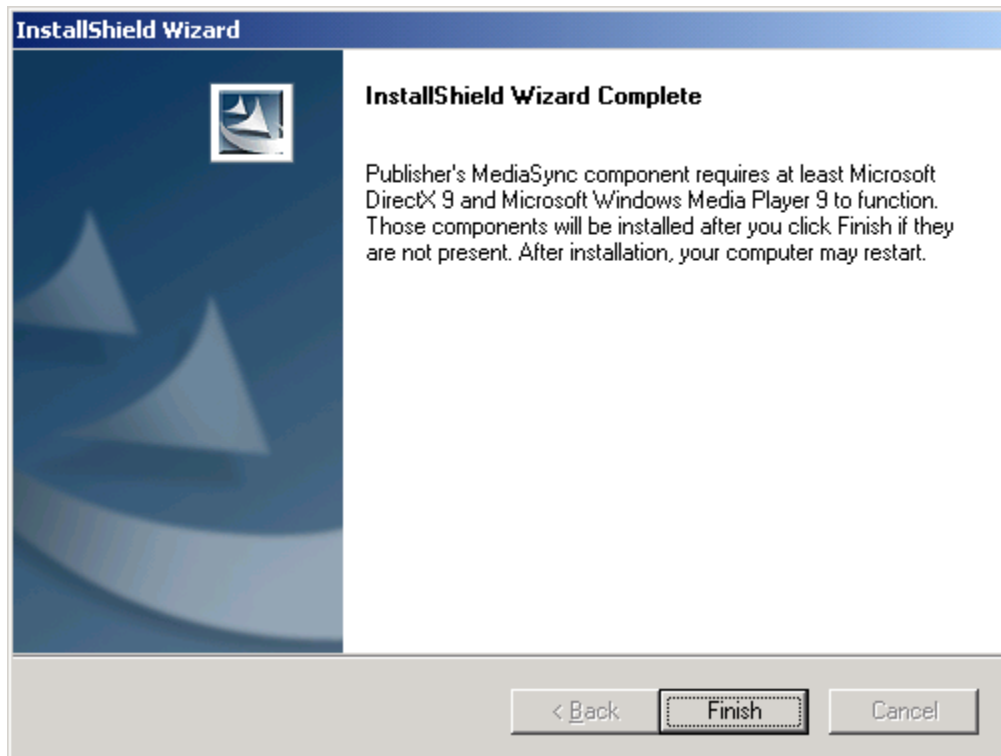 InstallShield Wizard
InstallShield Wizard Complete
Publisher's MediaSync component requires at least Microsoft
DirectX 9 and Microsoft Windows Media Player 9 to function.
Those components will be installed after you click Finish if they
are not present. After installation, your computer may restart.
< Back
Finish
Cancel